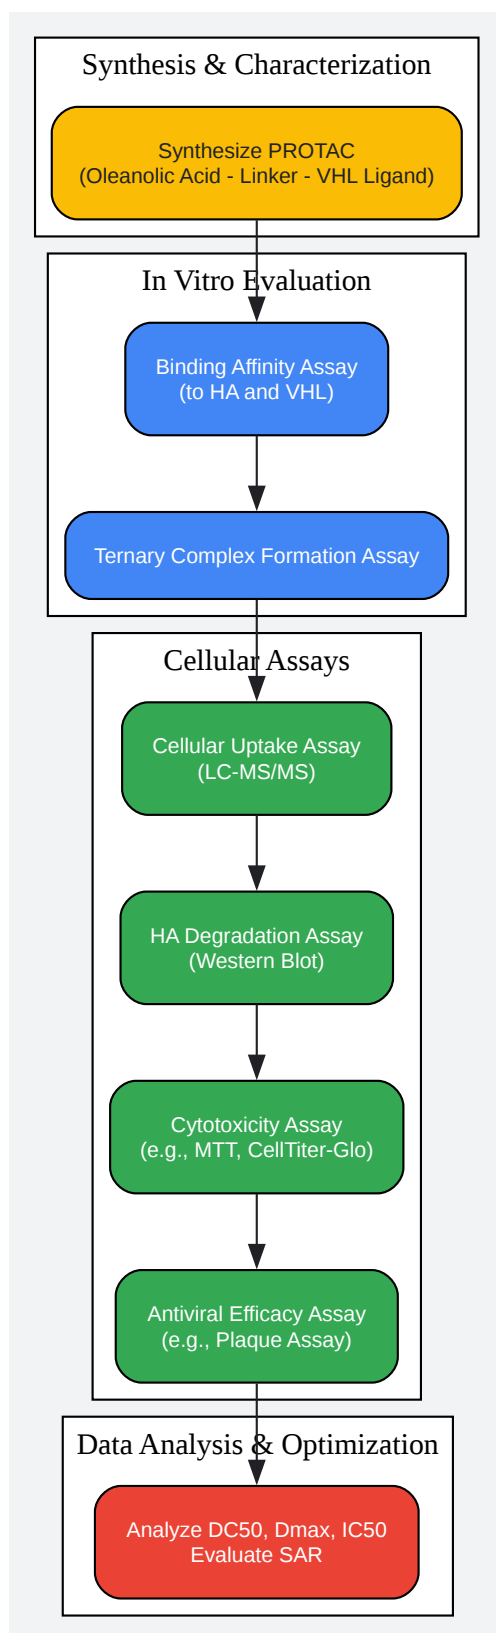 Synthesis & Characterization
Synthesize PROTAC
(Oleanolic Acid - Linker - VHL Ligand)
In Vitro Evaluation
Binding Affinity Assay
(to HA and VHL)
Ternary Complex Formation Assay
Cellular Assays
Cellular Uptake Assay
(LC-MS/MS)
HA Degradation Assay
(Western Blot)
Cytotoxicity Assay
(e.g., MTT, CellTiter-Glo)
Antiviral Efficacy Assay
(e.g., Plaque Assay)
Data Analysis & Optimization
Analyze DC50, Dmax, IC50
Evaluate SAR